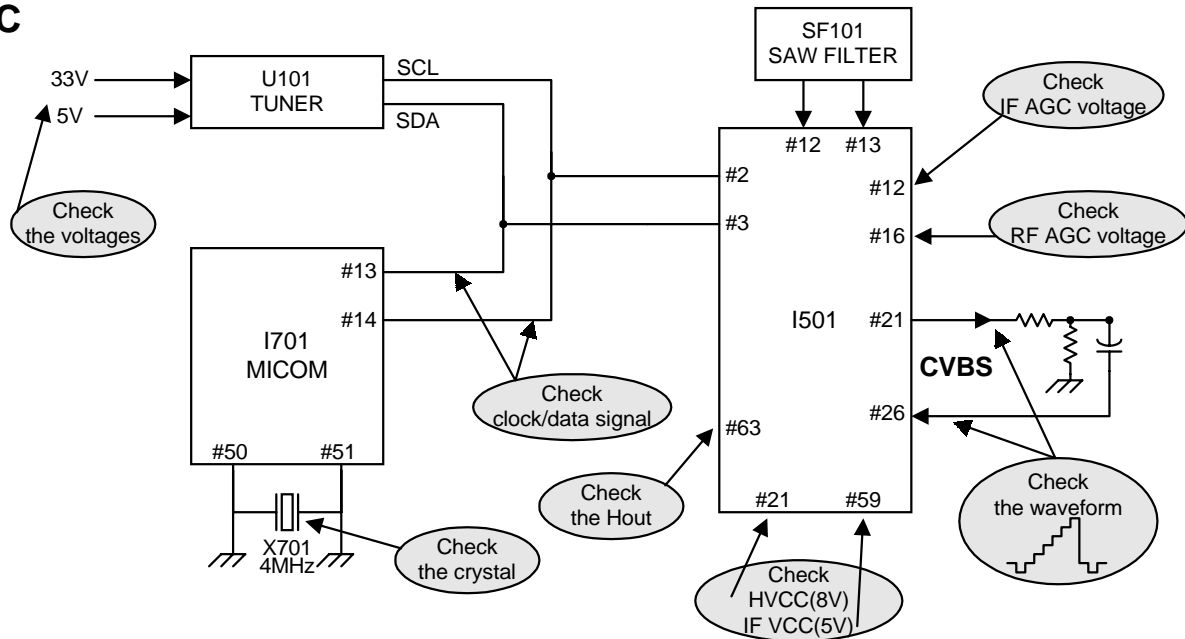 C
33V
5V
U101
TUNER
SCL
SDA
Check
the voltages
SF101
SAW FILTER
Check
IF AGC voltage
#12 #13
#2
#12
#3
#16
Check
RF AGC voltage
I701
MICOM
#13
#14
I501
#21
CVBS
Check
clock/data signal
#26
#63
#50 #51
Check
the Hout
#21 #59
Check
the waveform
X701
4MHz
Check
the crystal
Check
HVCC(8V)
IF VCC(5V)